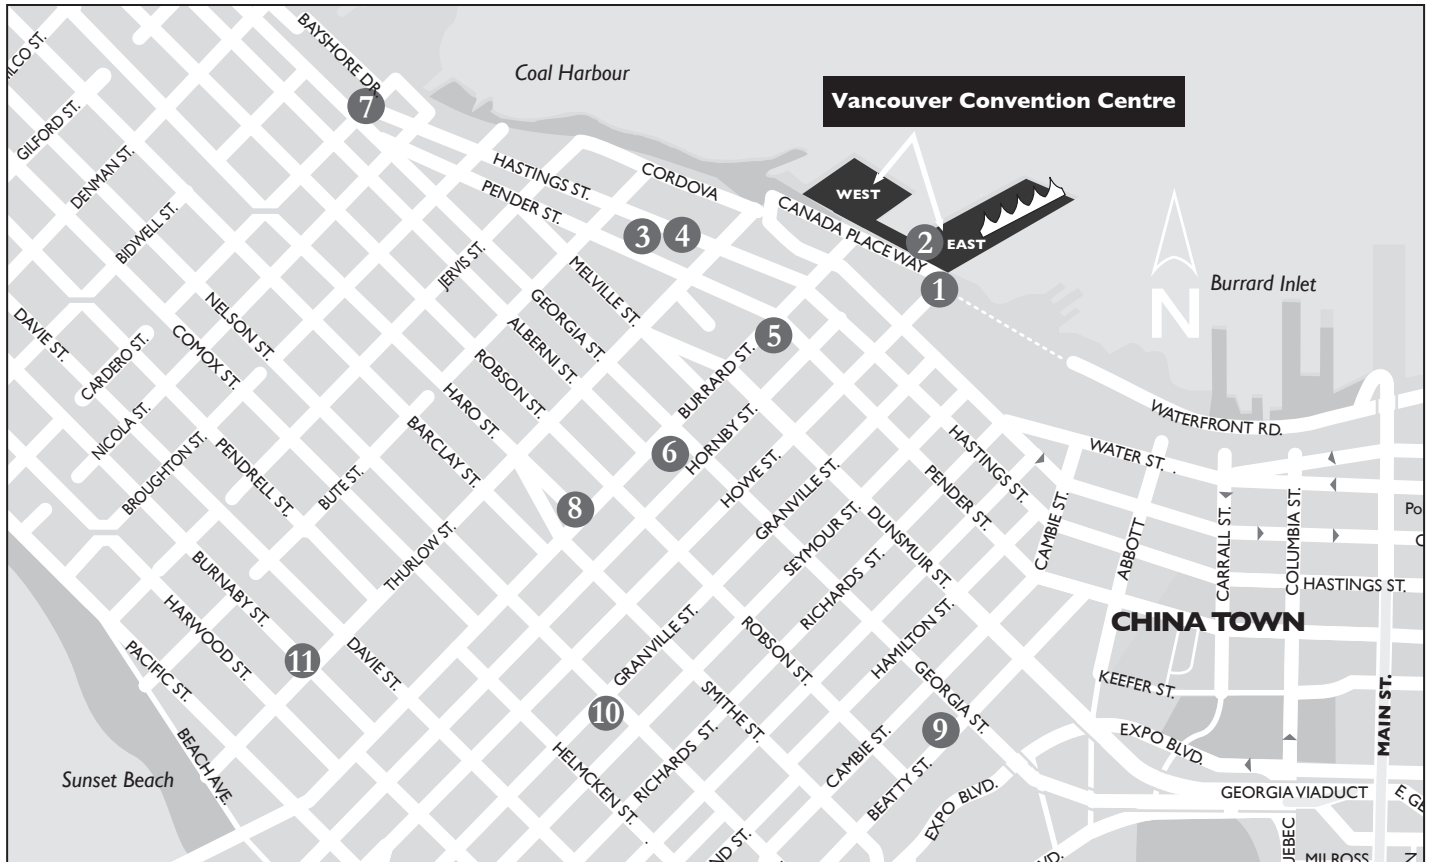 BAYSHORE DR.
Coal Harbour
Vancouver Convention Centre
7
GILFORD ST.
DENMAN ST.
BIDWELL ST.
HASTINGS ST.
PENDER ST.
CORDOVA
WEST
CANADA PLACE WAY
2
EAST
1
3
4
N
Burrard Inlet
JERVIS ST.
MELVILLE ST.
GEORGIA ST.
ALBERNI ST.
ROBSON ST.
HARO ST.
BARCLAY ST.
NELSON ST.
COMOX ST.
DAVIE ST.
CARDERO ST.
NICOLA ST.
BROUGHTON ST.
PENDRELL ST.
BUTE ST.
THURLOW ST.
5
BURRARD ST.
6
HORNBY ST.
HOWE ST.
GRANVILLE ST.
SEYMOUR ST.
RICHARDS ST.
DUNSMUIR ST.
HASTINGS ST.
PENDER ST.
WATERFRONT RD.
WATER ST.
CAMBIE ST.
ABBOTT
CARRALL ST.
COLUMBIA ST.
HASTINGS ST.
CHINA TOWN
KEEFER ST.
MAIN ST.
EXPO BLVD.
GEORGIA VIADUCT
MILROSS
8
BURNABY ST.
HARWOOD ST.
PACIFIC ST.
11
DAVIE ST.
BEACH AVE.
Sunset Beach
GRANVILLE ST.
10
ROBSON ST.
SMITHE ST.
HAMILTON ST.
GEORGIA ST.
9
HELMCKEN ST.
RICHARDS ST.
CAMBIE ST.
BEATTY ST.
EXPO BLVD.